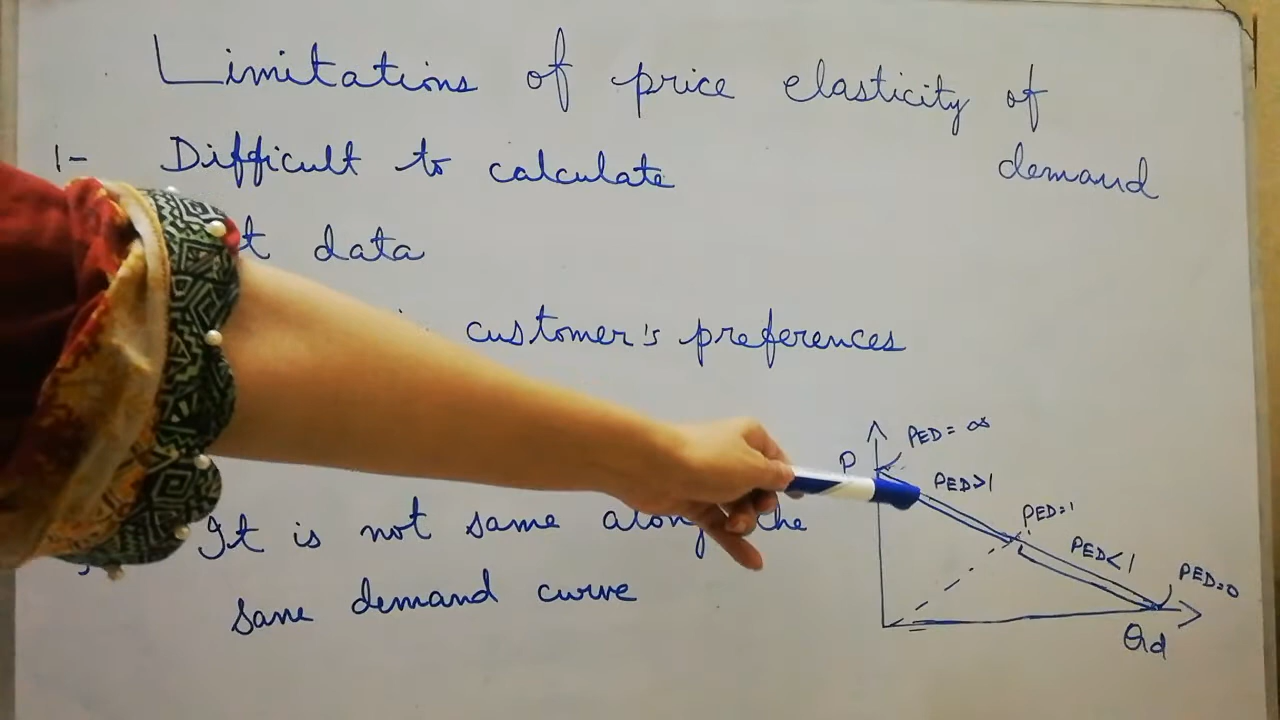 Limitations of price elasticity of
demand
1- Difficult to calculate
data
customer's preferences
It is not same along the
same demand curve
P
PED = ∞
PED>1
PED=1
PED<1
PED=0
Qd